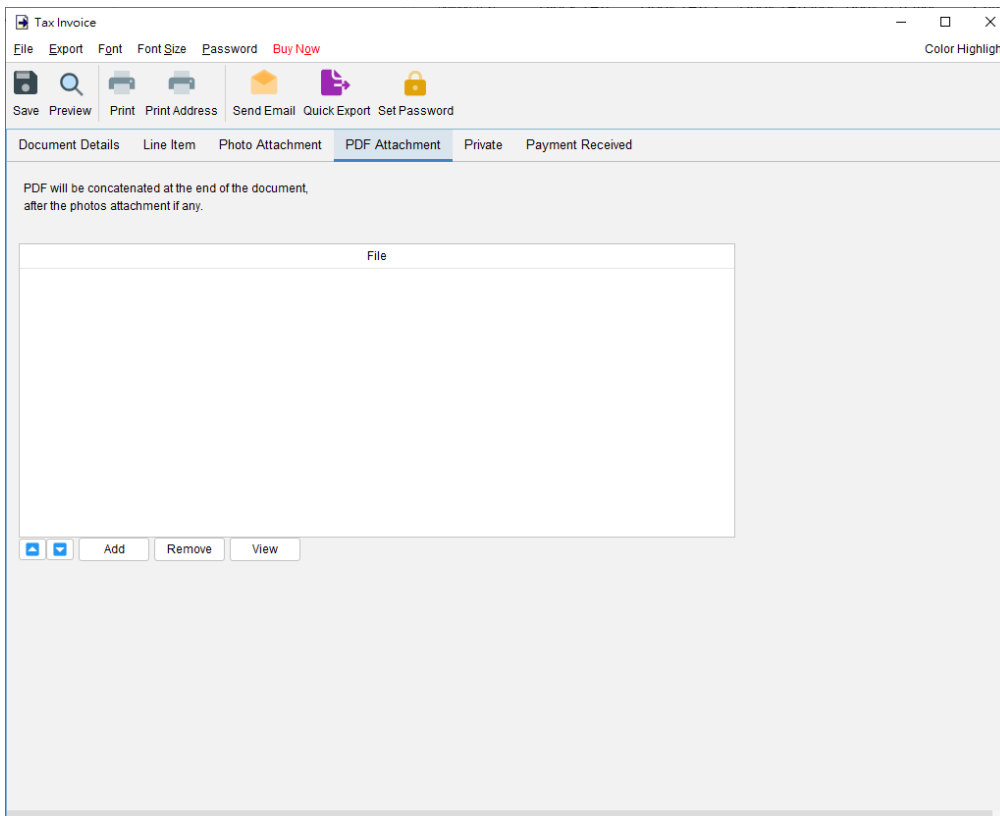 Tax Invoice
File Export Font Font Size Password Buy Now Color Highligh
Save Preview Print Print Address Send Email Quick Export Set Password
Document Details Line Item Photo Attachment PDF Attachment Private Payment Received
PDF will be concatenated at the end of the document,
after the photos attachment if any.
File
Add Remove View